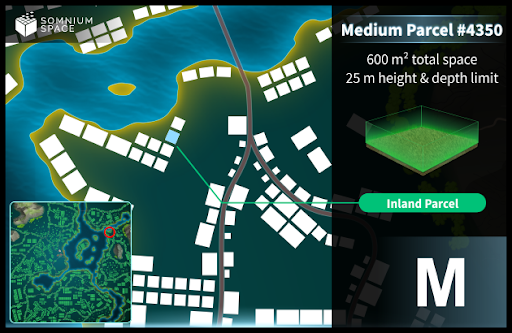 SOMNIUM
SPACE
Medium Parcel #4350
600 m² total space
25 m height & depth limit
Inland Parcel
M